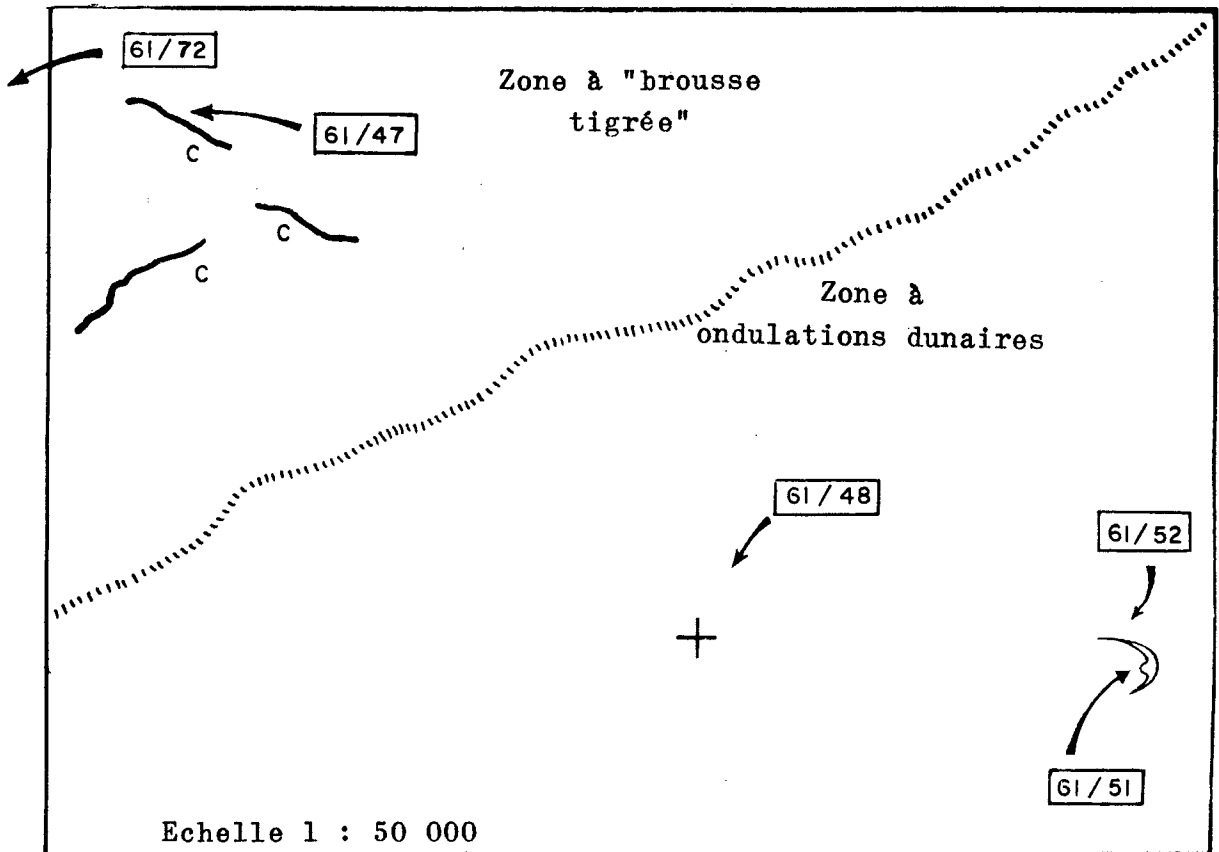 61/72
Zone à "brousse
tigrée"
61/47
C
C
C
Zone à
ondulations dunaires
61/48
61/52
61/51
Echelle 1 : 50 000